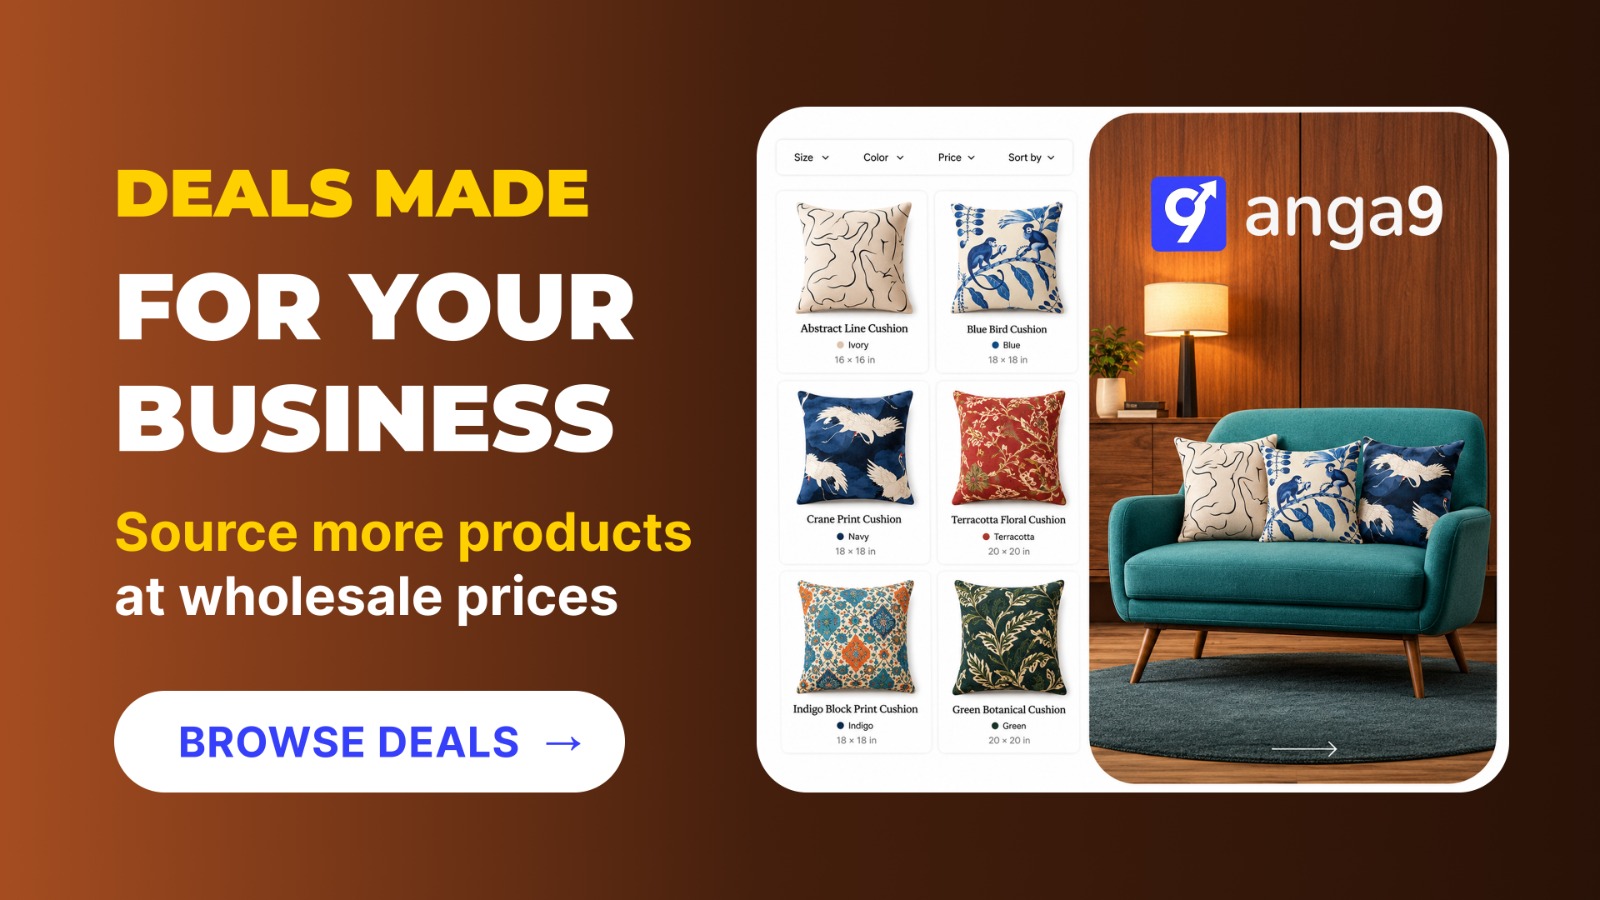 DEALS MADE
FOR YOUR
BUSINESS
Source more products
at wholesale prices
BROWSE DEALS →
Size
Color
Price
Sort by
Abstract Line Cushion
Ivory
16 × 16 in
Blue Bird Cushion
Blue
18 × 18 in
Crane Print Cushion
Navy
18 × 18 in
Terracotta Floral Cushion
Terracotta
20 × 20 in
Indigo Block Print Cushion
Indigo
18 × 18 in
Green Botanical Cushion
Green
20 × 20 in
9 anga9